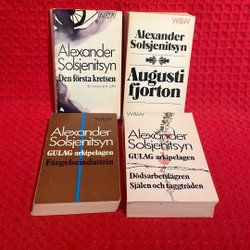 W&W
Alexander
Solsjenitsyn
Den första kretsen
W&W
Alexander
Solsjenitsyn
Augusti
fjorton
W&W
Alexander
Solsjenitsyn
GULAG-arkipelagen
Fängelseindustrin
W&W
Alexander
Solsjenitsyn
GULAG-arkipelagen
Dödsarbetslägren
Själen och taggtråden